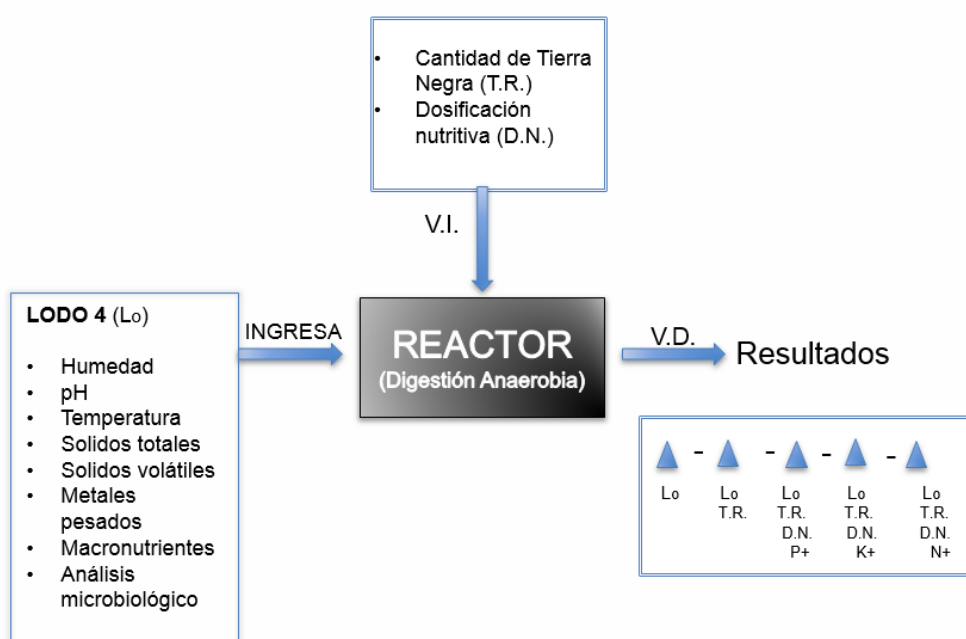 • Cantidad de Tierra
Negra (T.R.)
• Dosificación
nutritiva (D.N.)
V.I.
LODO 4 (Lo)
• Humedad
• pH
• Temperatura
• Solidos totales
• Solidos volátiles
• Metales
pesados
• Macronutrientes
• Análisis
microbiológico
INGRESA
REACTOR
(Digestión Anaerobia)
V.D.
Resultados
- - - -
Lo Lo Lo Lo Lo
T.R. T.R. T.R. T.R.
D.N. D.N. D.N.
P+ K+ N+